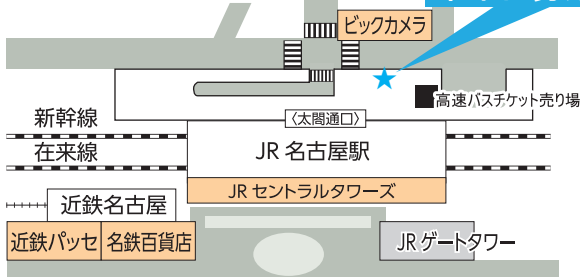 ビックカメラ
高速バスチケット売り場
〈太閤通口〉
新幹線
在来線
JR 名古屋駅
JR セントラルタワーズ
近鉄名古屋
近鉄パッセ
名鉄百貨店
JR ゲートタワー